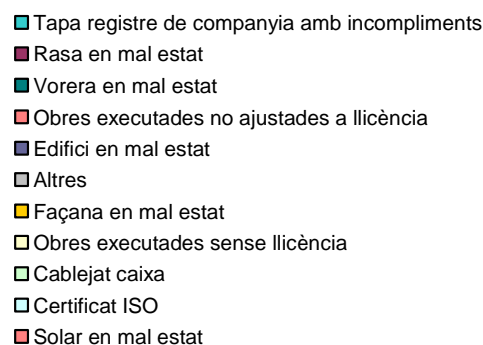 Tapa registre de companyia amb incompliments
Rasa en mal estat
Vorera en mal estat
Obres executades no ajustades a llicència
Edifici en mal estat
Altres
Façana en mal estat
Obres executades sense llicència
Cablejat caixa
Certificat ISO
Solar en mal estat